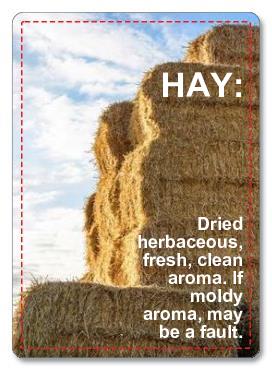 HAY:
Dried
herbaceous,
fresh, clean
aroma. If
moldy
aroma, may
be a fault.